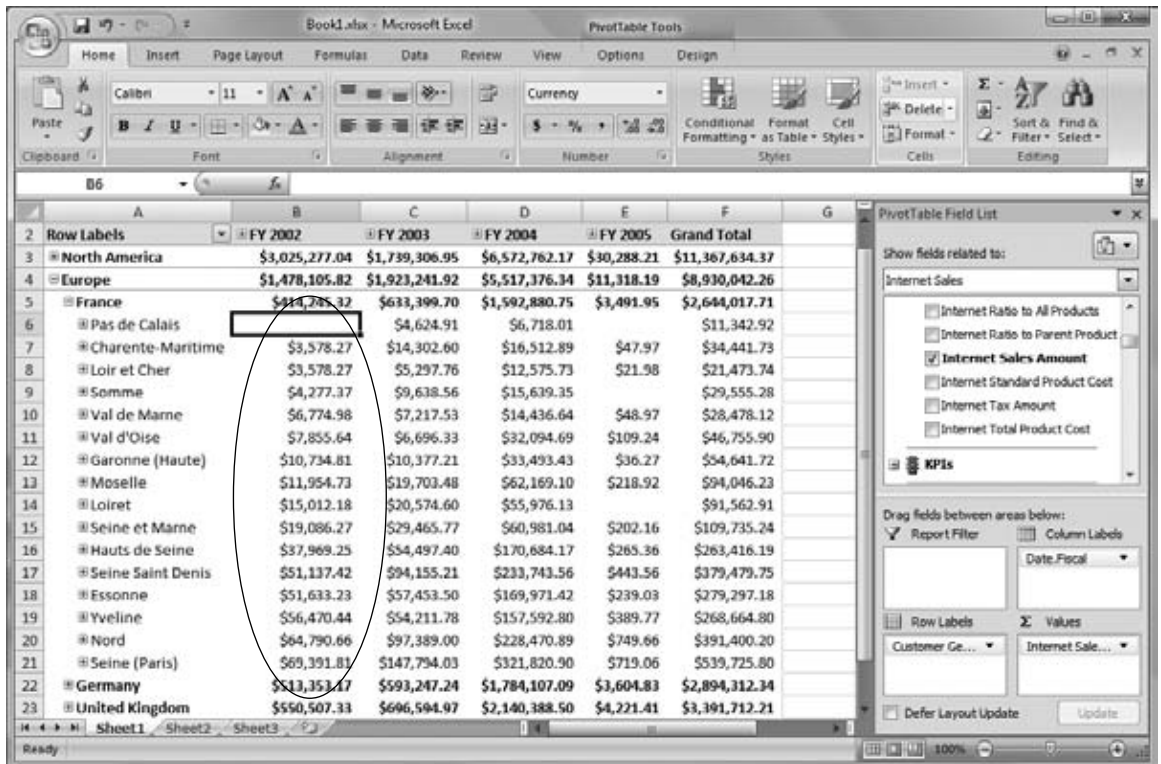 Book1.xlsx - Microsoft Excel PivotTable Tools
Home Insert Page Layout Formulas Data Review View Options Design
Paste
Calibri 11
Currency
B I U
$ % ,
Conditional Formatting
Format as Table
Cell Styles
Insert
Delete
Format
Σ
Sort & Filter
Find & Select
Clipboard Font Alignment Number Styles Cells Editing
B6 fx
A B C D E F G
2 Row Labels FY 2002 FY 2003 FY 2004 FY 2005 Grand Total
3 North America $3,025,277.04 $1,739,306.95 $6,572,762.17 $30,288.21 $11,367,634.37
4 Europe $1,478,105.82 $1,923,241.92 $5,517,376.34 $11,318.19 $8,930,042.26
5 France $414,245.32 $633,399.70 $1,592,880.75 $3,491.95 $2,644,017.71
6 Pas de Calais $4,624.91 $6,718.01 $11,342.92
7 Charente-Maritime $3,578.27 $14,302.60 $16,512.89 $47.97 $34,441.73
8 Loir et Cher $3,578.27 $5,297.76 $12,575.73 $21.98 $21,473.74
9 Somme $4,277.37 $9,638.56 $15,639.35 $29,555.28
10 Val de Marne $6,774.98 $7,217.53 $14,436.64 $48.97 $28,478.12
11 Val d'Oise $7,855.64 $6,696.33 $32,094.69 $109.24 $46,755.90
12 Garonne (Haute) $10,734.81 $10,377.21 $33,493.43 $36.27 $54,641.72
13 Moselle $11,954.73 $19,703.48 $62,169.10 $218.92 $94,046.23
14 Loiret $15,012.18 $20,574.60 $55,976.13 $91,562.91
15 Seine et Marne $19,086.27 $29,465.77 $60,981.04 $202.16 $109,735.24
16 Hauts de Seine $37,969.25 $54,497.40 $170,684.17 $265.36 $263,416.19
17 Seine Saint Denis $51,137.42 $94,155.21 $233,743.56 $443.56 $379,479.75
18 Essonne $51,633.23 $57,453.50 $169,971.42 $239.03 $279,297.18
19 Yveline $56,470.44 $54,211.78 $157,592.80 $389.77 $268,664.80
20 Nord $64,790.66 $97,389.00 $228,470.89 $749.66 $391,400.20
21 Seine (Paris) $69,391.81 $147,794.03 $321,820.90 $719.06 $539,725.80
22 Germany $513,353.17 $593,247.24 $1,784,107.09 $3,604.83 $2,894,312.34
23 United Kingdom $550,507.33 $696,594.97 $2,140,388.50 $4,221.41 $3,391,712.21
Sheet1 Sheet2 Sheet3
Ready 100%
PivotTable Field List
Show fields related to:
Internet Sales
Internet Ratio to All Products
Internet Ratio to Parent Product
Internet Sales Amount
Internet Standard Product Cost
Internet Tax Amount
Internet Total Product Cost
KPIs
Drag fields between areas below:
Report Filter Column Labels
Date.Fiscal
Row Labels Σ Values
Customer Ge... Internet Sale...
Defer Layout Update Update